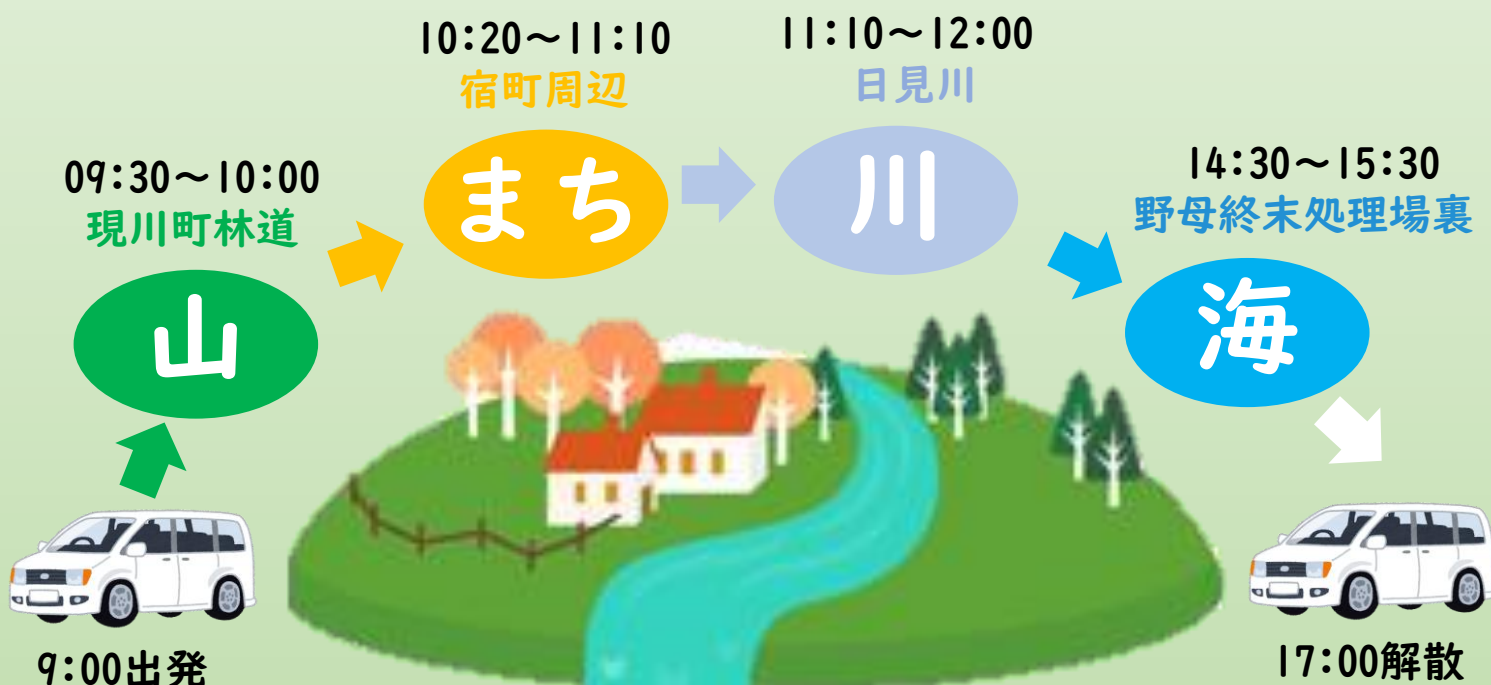 9:00出発
09:30～10:00
現川町林道
山
10:20～11:10
宿町周辺
まち
11:10～12:00
日見川
川
14:30～15:30
野母終末処理場裏
海
17:00解散